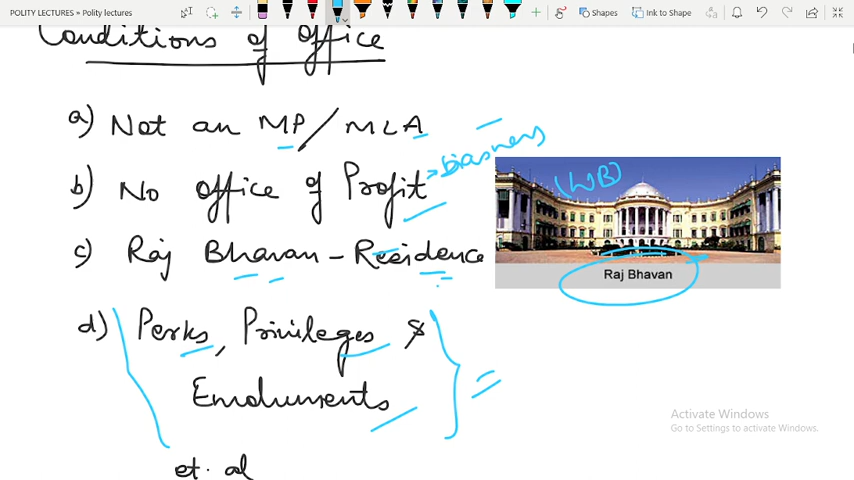 POLITY LECTURES » Polity lectures
Shapes
Ink to Shape
Conditions of office
a) Not an MP/MLA
b) No office of Profit → biasness
c) Raj Bhavan - Residence
(WB)
Raj Bhavan
d) Perks, Privileges &
Emoluments
et. al
Activate Windows
Go to Settings to activate Windows.